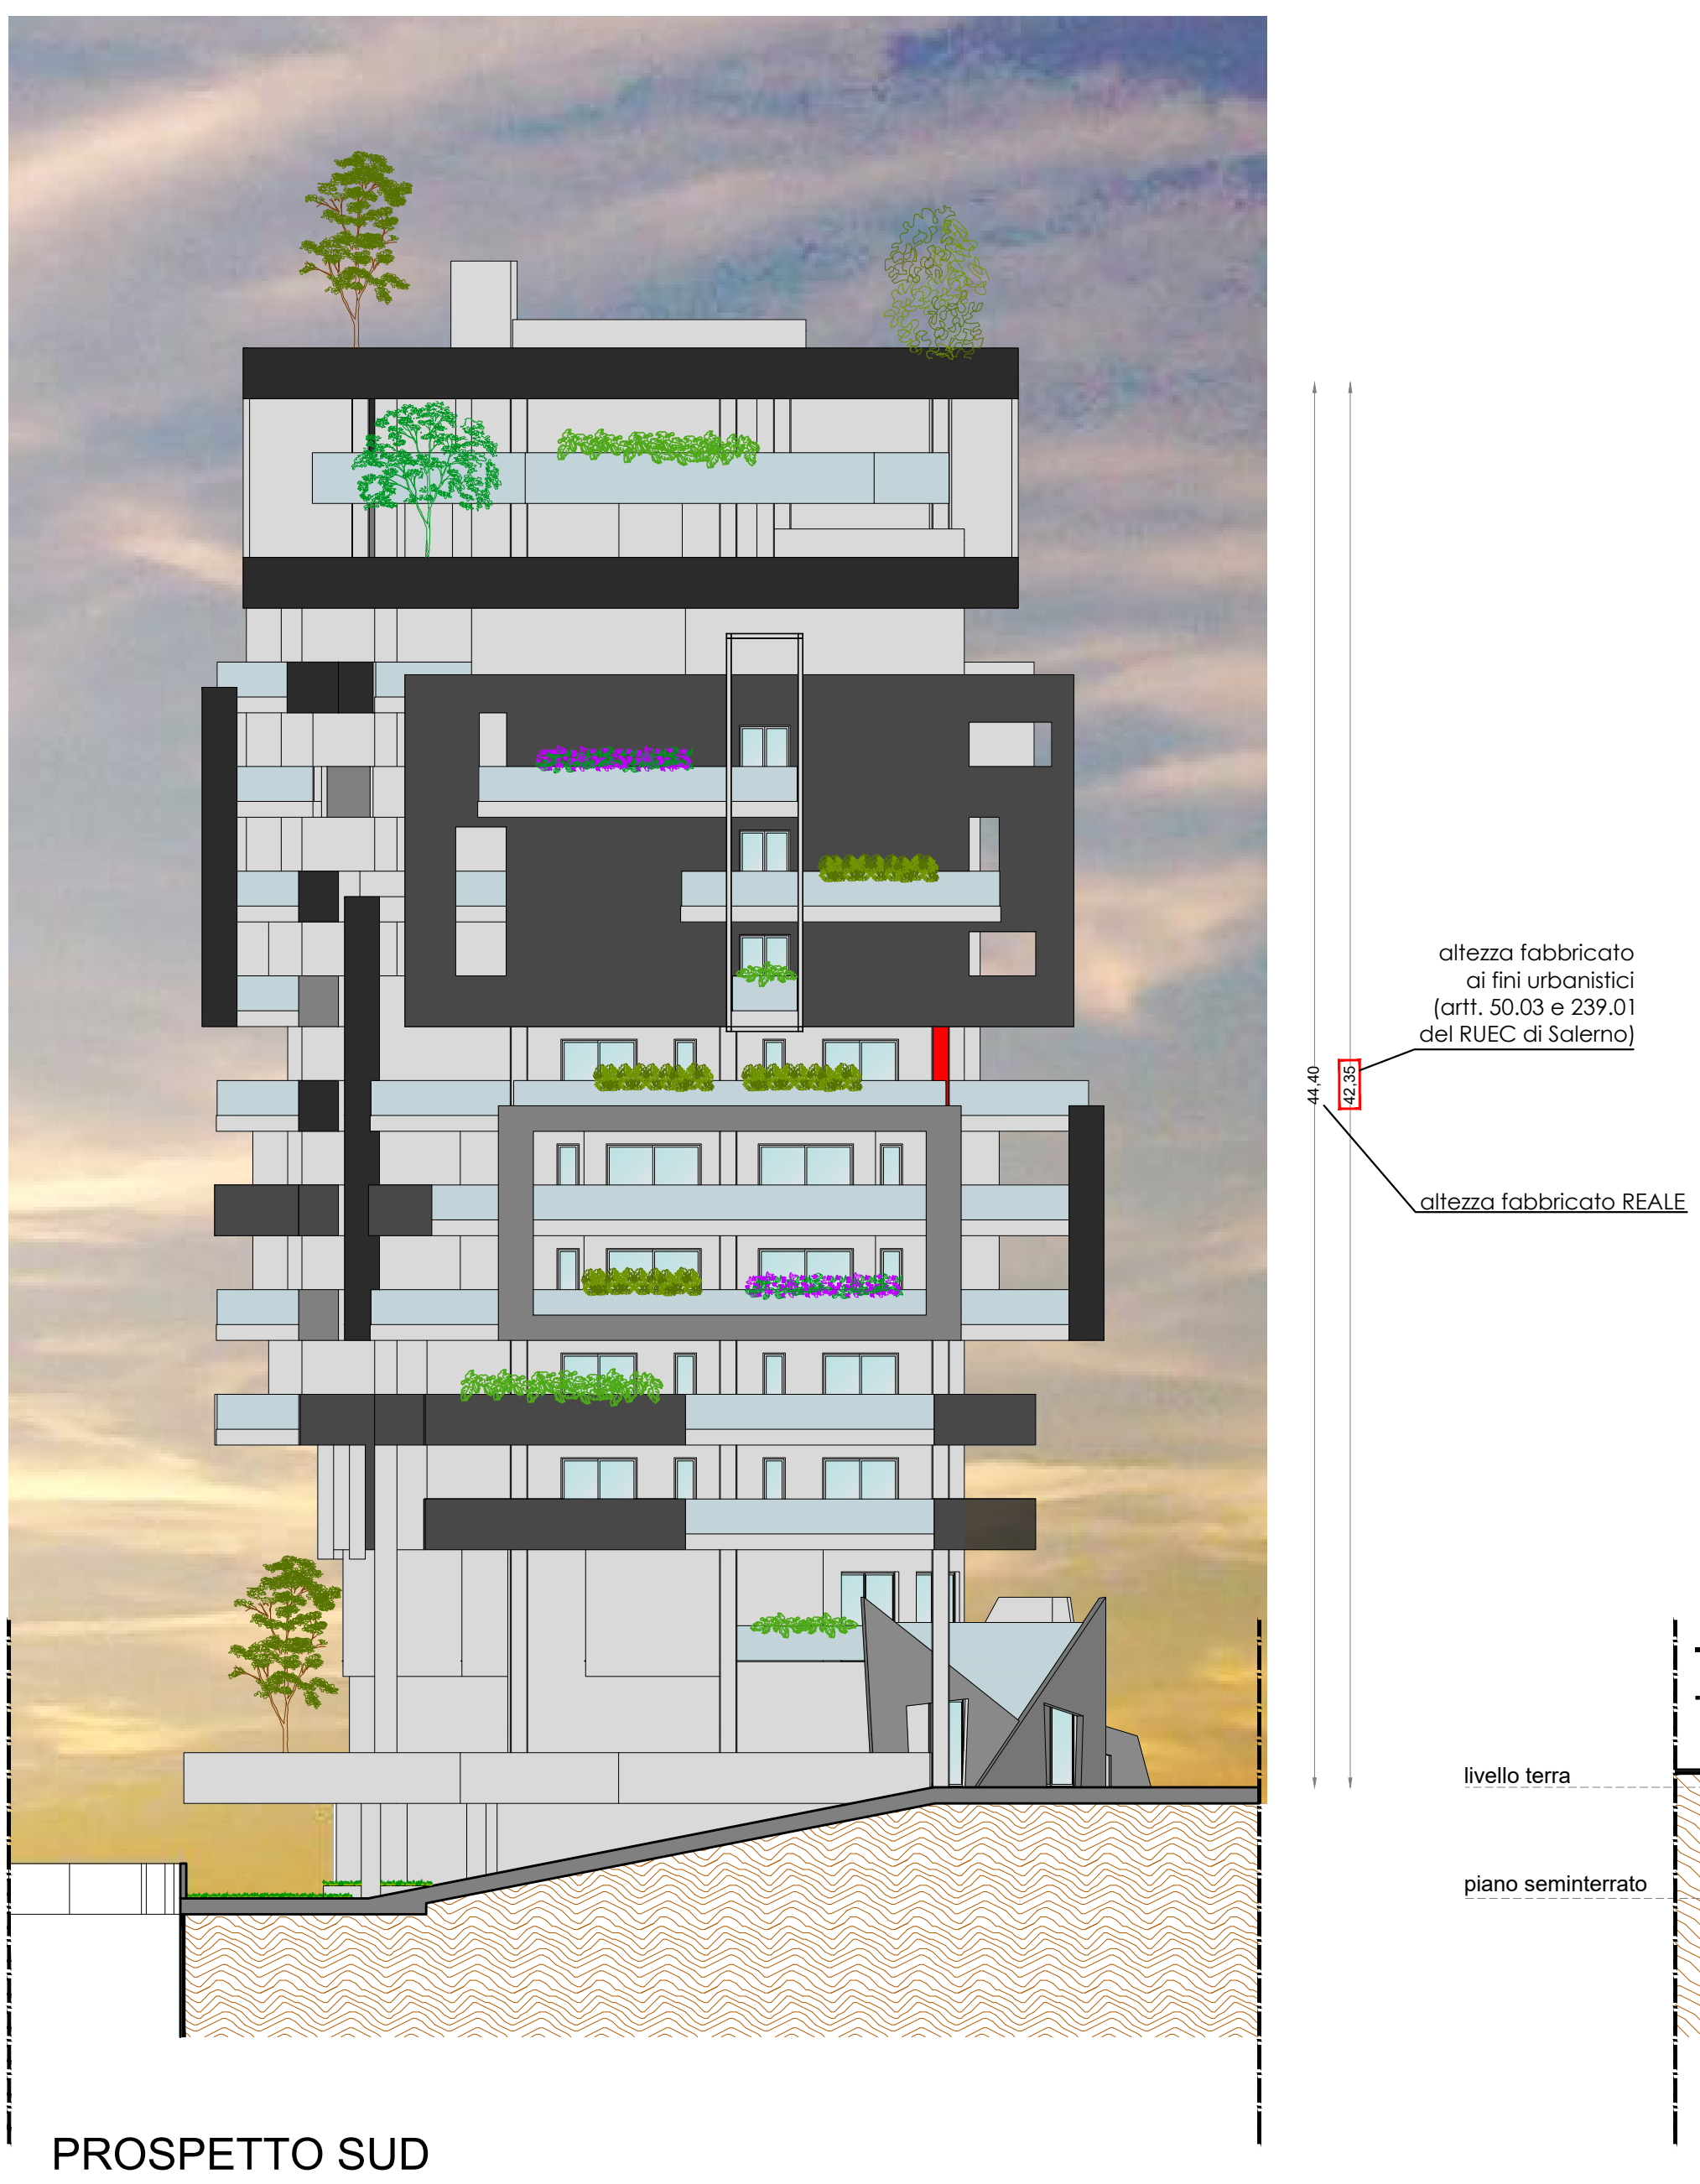 altezza fabbricato
ai fini urbanistici
(artt. 50.03 e 239.01
del RUEC di Salerno)
44,40
42,35
altezza fabbricato REALE
livello terra
piano seminterrato
PROSPETTO SUD